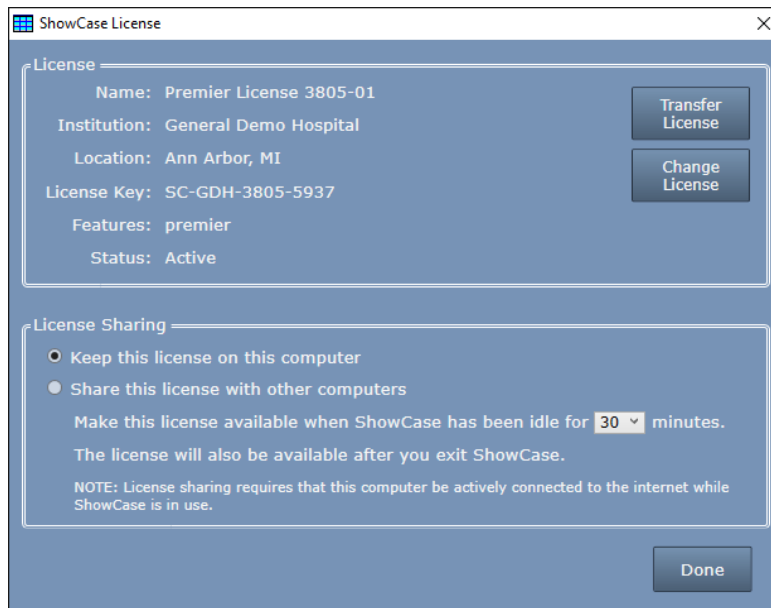 ShowCase License
License
Name: Premier License 3805-01
Institution: General Demo Hospital
Location: Ann Arbor, MI
License Key: SC-GDH-3805-5937
Features: premier
Status: Active
Transfer
License
Change
License
License Sharing
Keep this license on this computer
Share this license with other computers
Make this license available when ShowCase has been idle for 30 minutes.
The license will also be available after you exit ShowCase.
NOTE: License sharing requires that this computer be actively connected to the internet while
ShowCase is in use.
Done